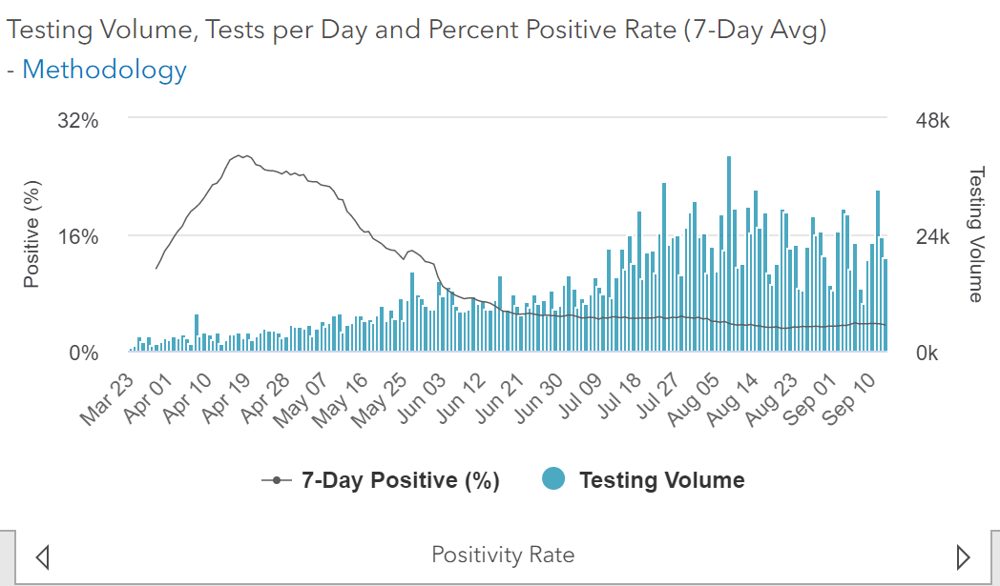 Testing Volume, Tests per Day and Percent Positive Rate (7-Day Avg)
- Methodology
32%
48k
16%
24k
0%
0k
Positive (%)
Testing Volume
Mar 23
Apr 01
Apr 10
Apr 19
Apr 28
May 07
May 16
May 25
Jun 03
Jun 12
Jun 21
Jun 30
Jul 09
Jul 18
Jul 27
Aug 05
Aug 14
Aug 23
Sep 01
Sep 10
7-Day Positive (%)
Testing Volume
Positivity Rate